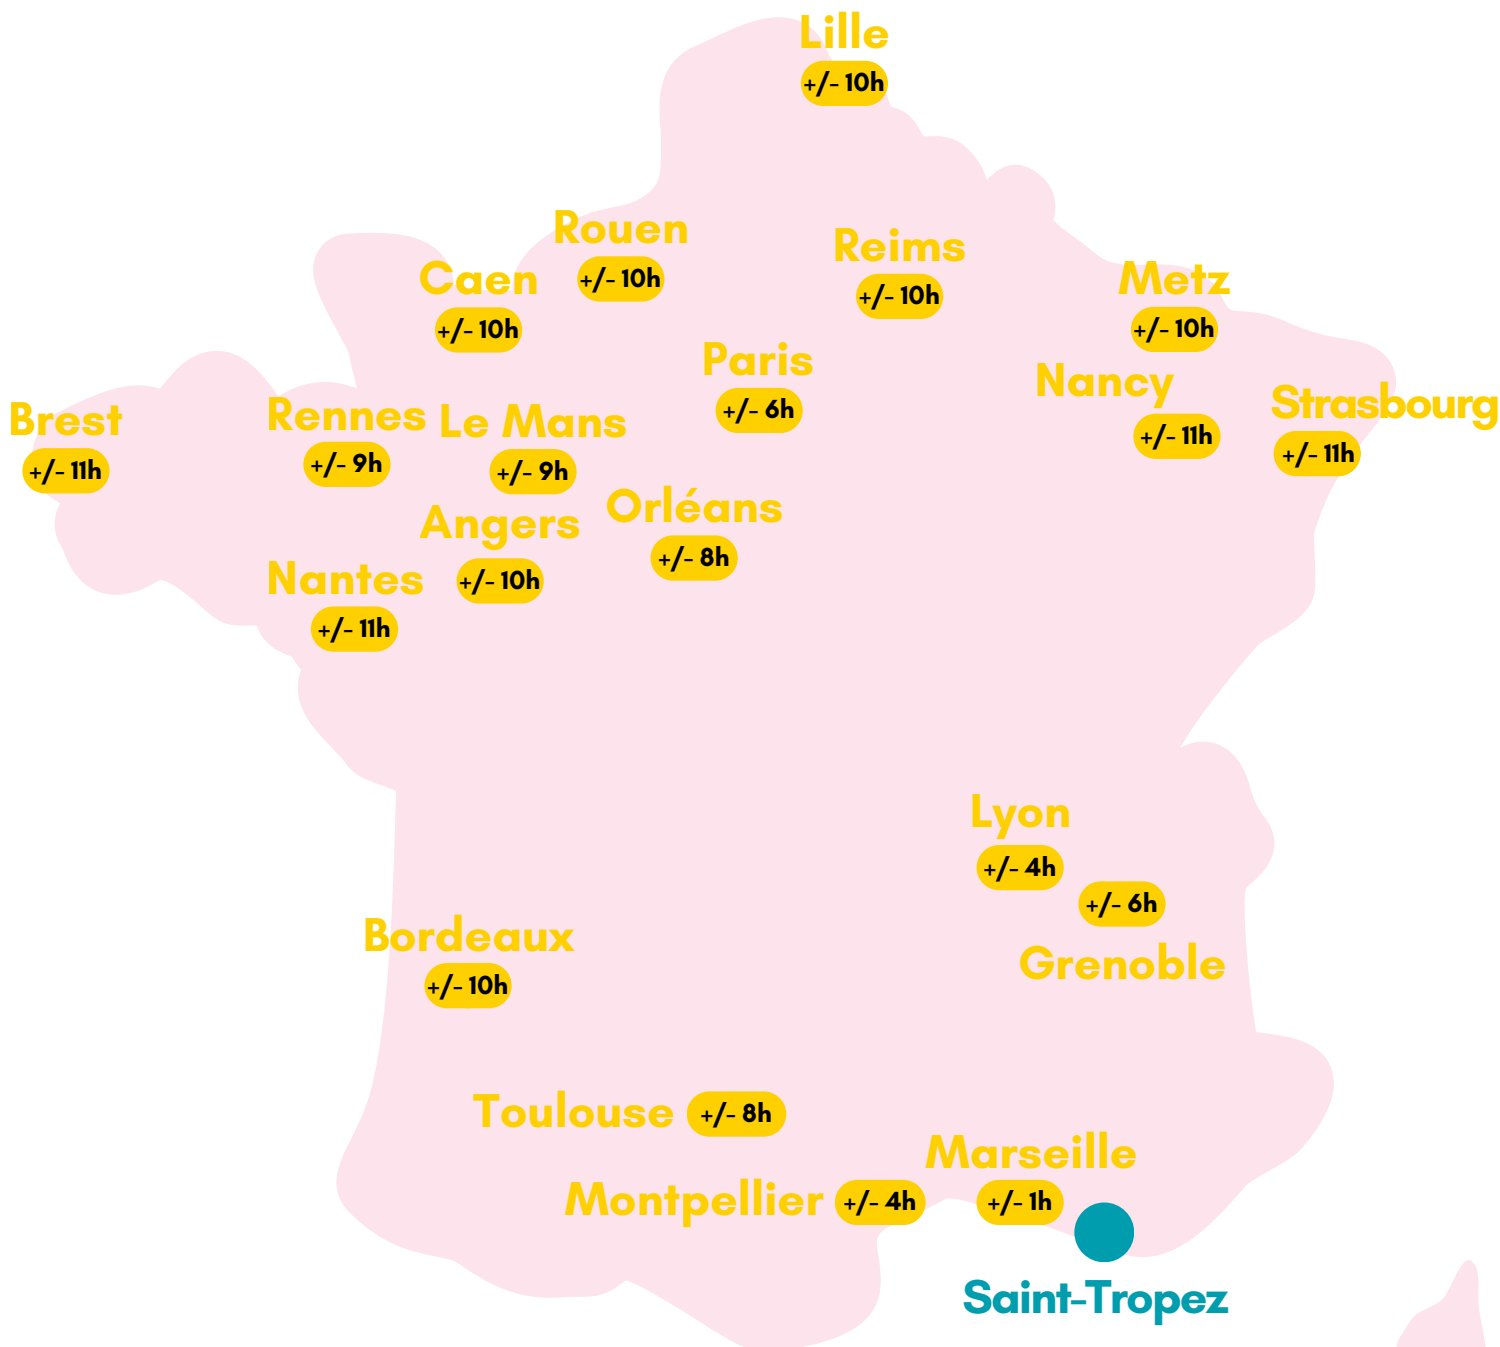 Lille
+/- 10h
Rouen
+/- 10h
Reims
+/- 10h
Caen
+/- 10h
Metz
+/- 10h
Paris
+/- 6h
Nancy
+/- 11h
Strasbourg
+/- 11h
Brest
+/- 11h
Rennes
+/- 9h
Le Mans
+/- 9h
Orléans
+/- 8h
Angers
+/- 10h
Nantes
+/- 11h
Lyon
+/- 4h
+/- 6h
Grenoble
Bordeaux
+/- 10h
Toulouse +/- 8h
Marseille
+/- 1h
Montpellier +/- 4h
Saint-Tropez